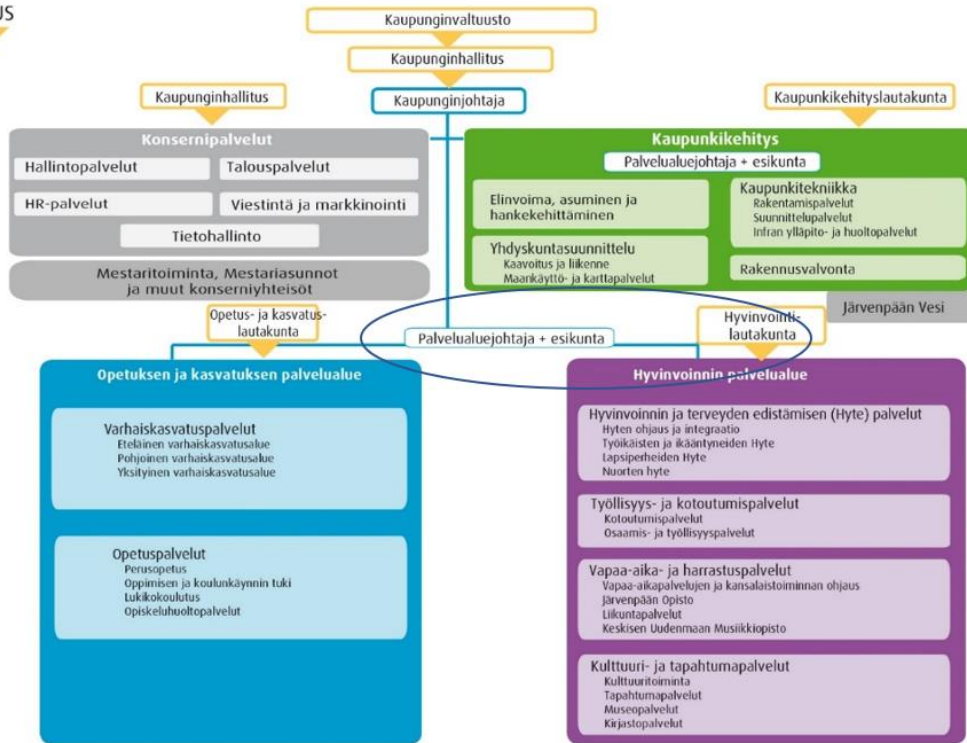 US
Kaupunginvaltuusto
Kaupunginhallitus
Kaupunginjohtaja
Kaupunginhallitus
Kaupunkikehityslautakunta
Konsernipalvelut
Hallintopalvelut
Talouspalvelut
HR-palvelut
Viestintä ja markkinointi
Tietohallinto
Mestaritoiminta, Mestariasunnot
ja muut konserniyhteisöt
Kaupunkikehitys
Palvelualuejohtaja + esikunta
Elinvoima, asuminen ja
hankekehittäminen
Yhdyskuntasuunnittelu
Kaavoitus ja liikenne
Maankäyttö- ja karttapalvelut
Kaupunkitekniikka
Rakentamispalvelut
Suunnittelupalvelut
Infran ylläpito- ja huoltopalvelut
Rakennusvalvonta
Järvenpään Vesi
Opetus- ja kasvatus-
lautakunta
Palvelualuejohtaja + esikunta
Hyvinvointi-
lautakunta
Opetuksen ja kasvatuksen palvelualue
Varhaiskasvatuspalvelut
Eteläinen varhaiskasvatusalue
Pohjoinen varhaiskasvatusalue
Yksityinen varhaiskasvatusalue
Opetuspalvelut
Perusopetus
Oppimisen ja koulunkäynnin tuki
Lukikokoulutus
Opiskeluhuoltopalvelut
Hyvinvoinnin palvelualue
Hyvinvoinnin ja terveyden edistämisen (Hyte) palvelut
Hyten ohjaus ja integraatio
Työikäisten ja ikääntyneiden Hyte
Lapsiperheiden Hyte
Nuorten hyte
Työllisyys- ja kotoutumispalvelut
Kotoutumispalvelut
Osaamis- ja työllisyyspalvelut
Vapaa-aika- ja harrastuspalvelut
Vapaa-aikapalvelujen ja kansalaistoiminnan ohjaus
Järvenpään Opisto
Liikuntapalvelut
Keskisen Uudenmaan Musiikkiopisto
Kulttuuri- ja tapahtumapalvelut
Kulttuuritoiminta
Tapahtumapalvelut
Museopalvelut
Kirjastopalvelut